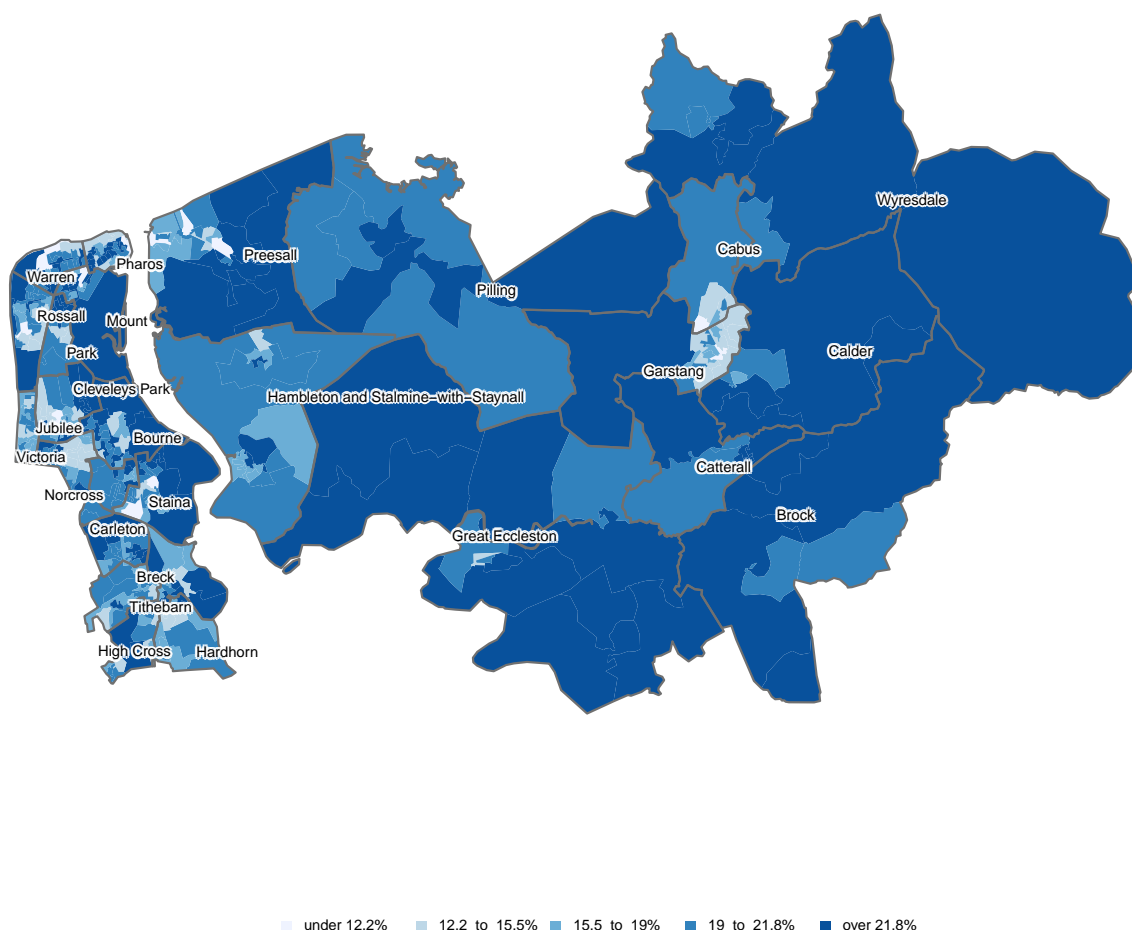 Wyresdale
Cabus
Preesall
Pharos
Warren
Pilling
Rossall
Mount
Park
Calder
Garstang
Cleveleys Park
Hambleton and Stalmine−with−Staynall
Jubilee
Bourne
Victoria
Catterall
Norcross
Staina
Brock
Carleton
Great Eccleston
Breck
Tithebarn
High Cross
Hardhorn
under 12.2% 12.2 to 15.5% 15.5 to 19% 19 to 21.8% over 21.8%